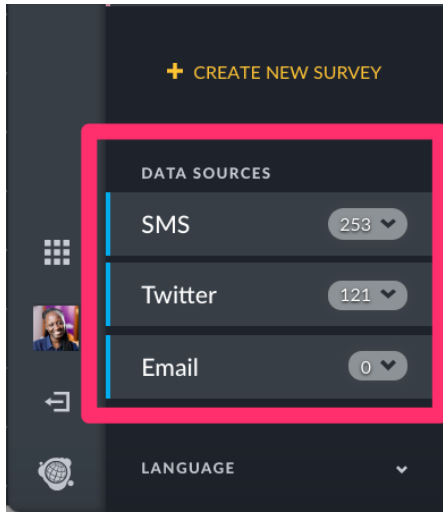 + CREATE NEW SURVEY
DATA SOURCES
SMS 253
Twitter 121
Email 0
LANGUAGE